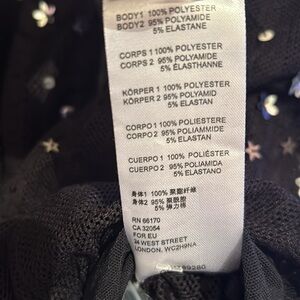 BODY1 100% POLYESTER
BODY2 95% POLYAMIDE
5% ELASTANE
CORPS 1 100% POLYESTER
CORPS 2 95% POLYAMIDE
5% ÉLASTHANNE
KÖRPER 1 100% POLYESTER
KÖRPER 2 95% POLYAMID
5% ELASTAN
CORPO 1 100% POLIESTERE
CORPO 2 95% POLIAMMIDE
5% ELASTAN
CUERPO 1 100% POLIÉSTER
CUERPO 2 95% POLIAMIDA
5% ELASTANO
身体1 100% 聚酯纤维
身体2 95% 聚酰胺
5% 弹力棉
RN 66170
CA 32054
FOR EU
24 WEST STREET
LONDON, WC2H9NA